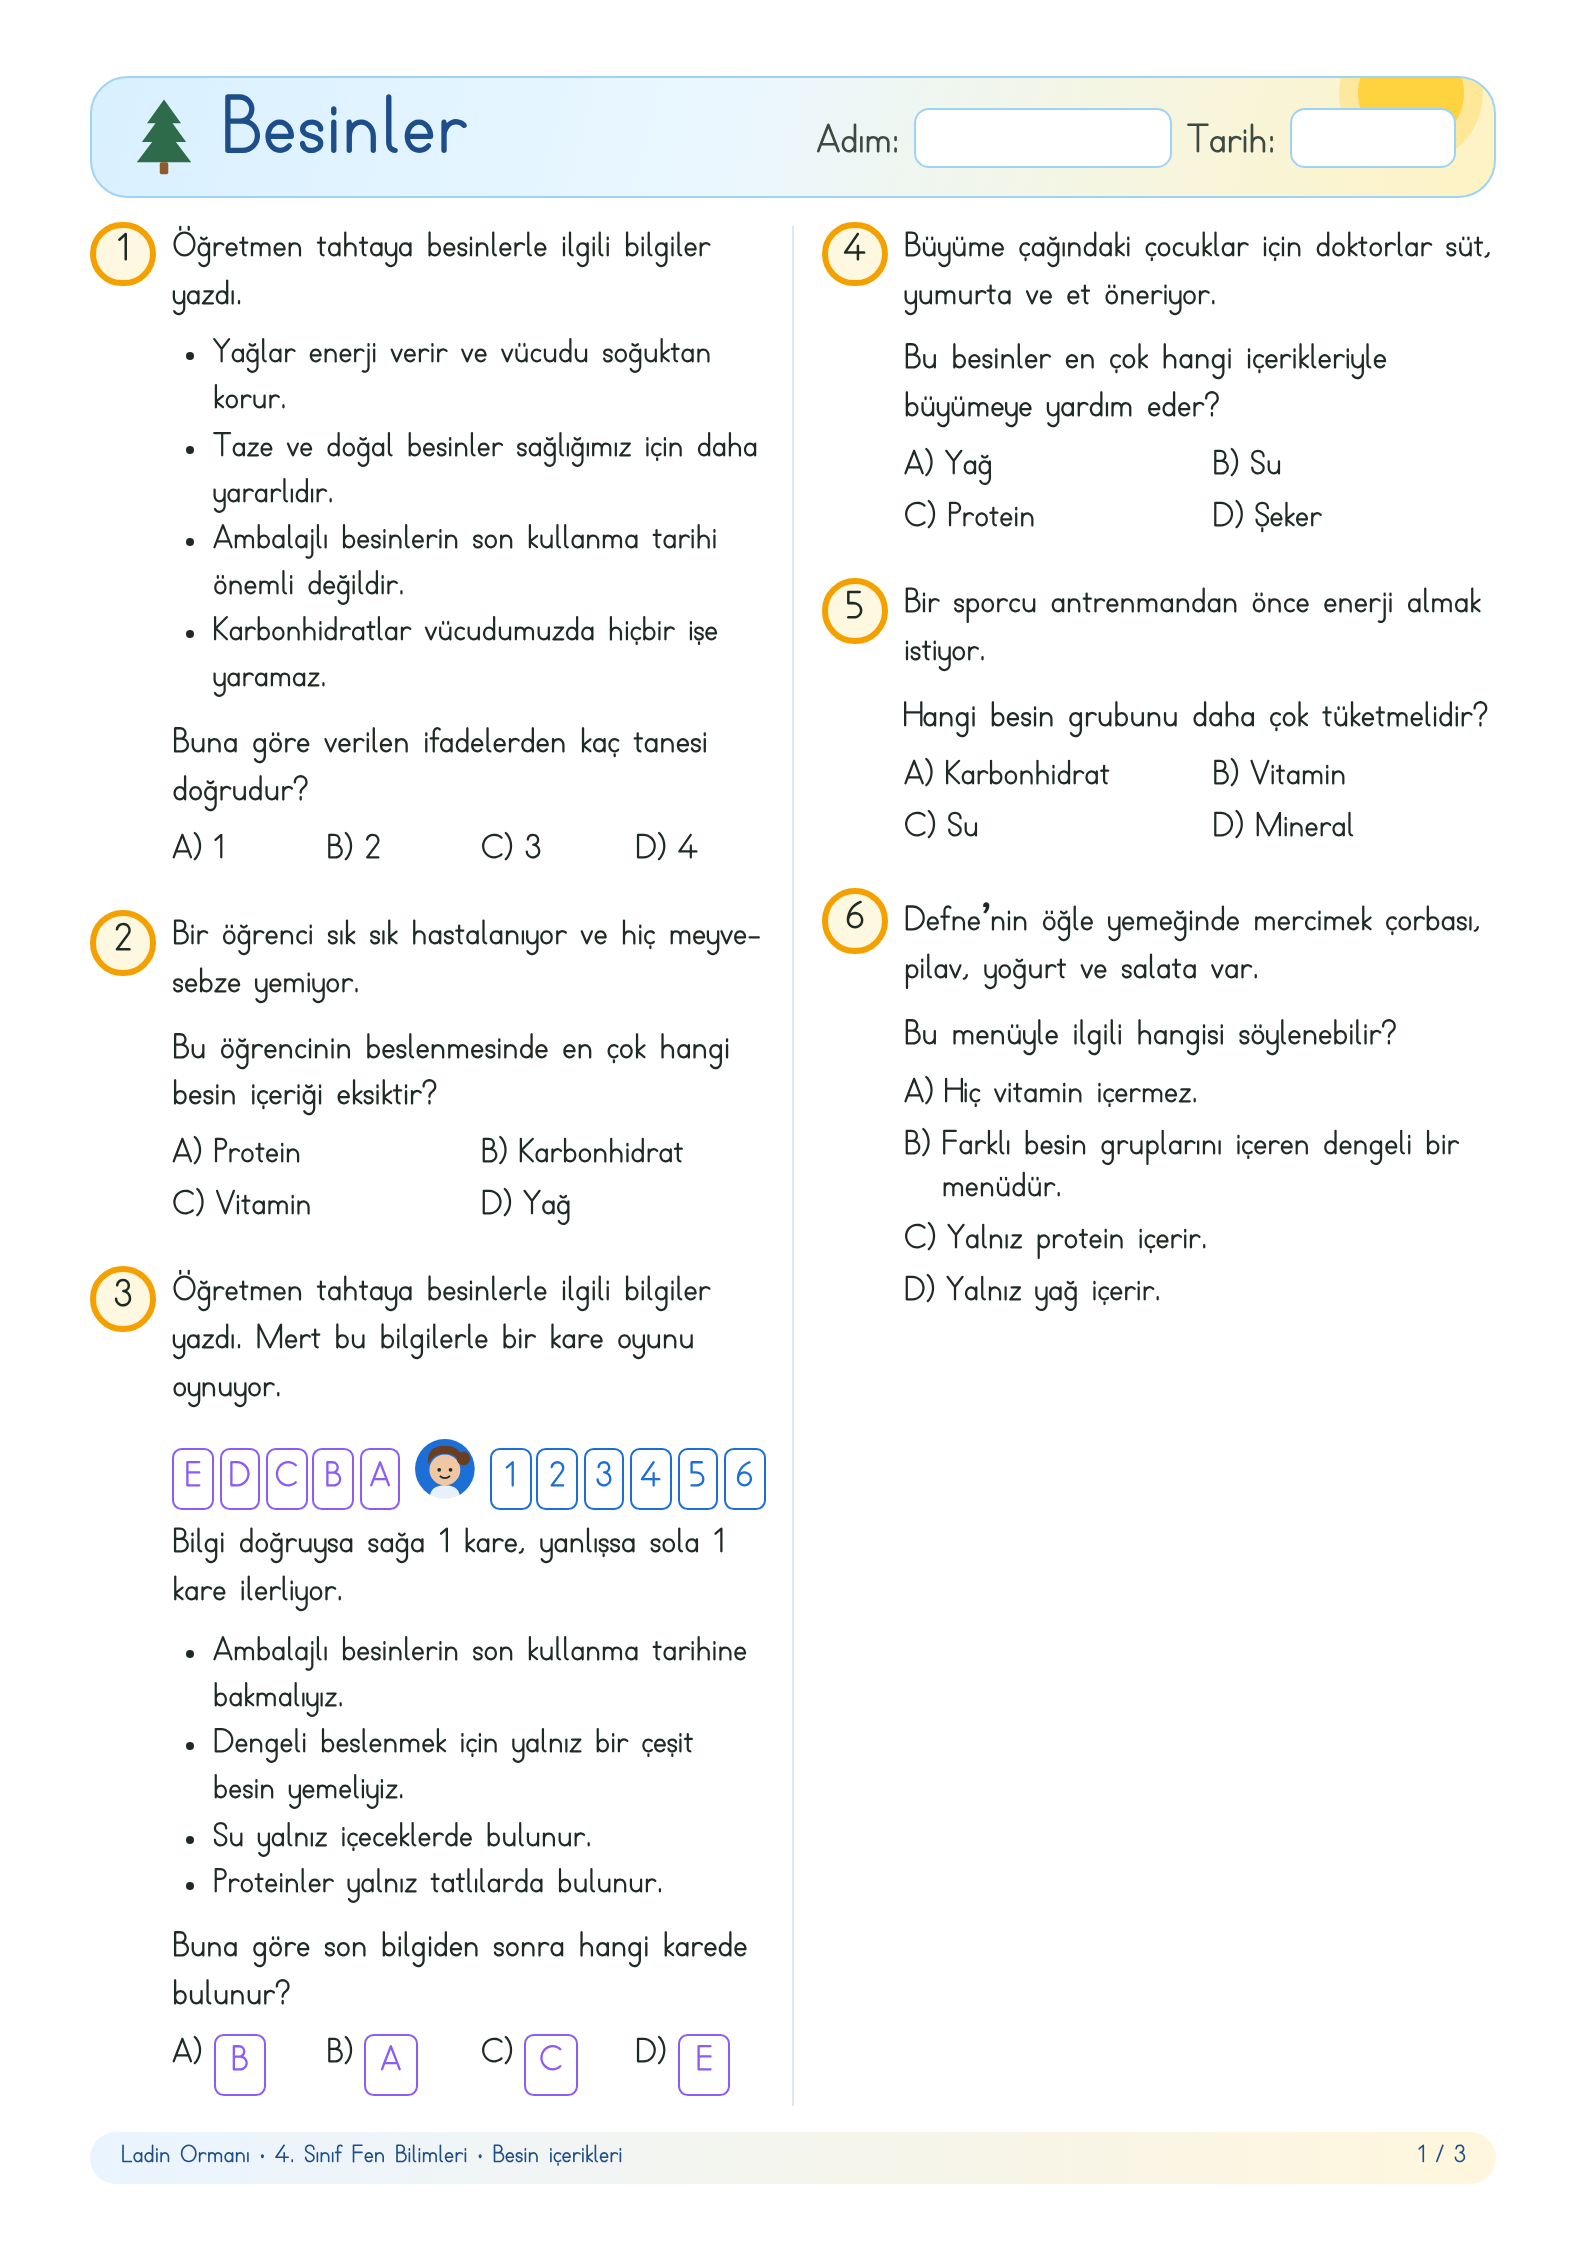 Besinler
Adım:
Tarih:
1
Öğretmen tahtaya besinlerle ilgili bilgiler
yazdı.
• Yağlar enerji verir ve vücudu soğuktan
korur.
• Taze ve doğal besinler sağlığımız için daha
yararlıdır.
• Ambalajlı besinlerin son kullanma tarihi
önemli değildir.
• Karbonhidratlar vücudumuzda hiçbir işe
yaramaz.
Buna göre verilen ifadelerden kaç tanesi
doğrudur?
A) 1 B) 2 C) 3 D) 4
2
Bir öğrenci sık sık hastalanıyor ve hiç meyve-
sebze yemiyor.
Bu öğrencinin beslenmesinde en çok hangi
besin içeriği eksiktir?
A) Protein B) Karbonhidrat
C) Vitamin D) Yağ
3
Öğretmen tahtaya besinlerle ilgili bilgiler
yazdı. Mert bu bilgilerle bir kare oyunu
oynuyor.
E D C B A 1 2 3 4 5 6
Bilgi doğruysa sağa 1 kare, yanlışsa sola 1
kare ilerliyor.
• Ambalajlı besinlerin son kullanma tarihine
bakmalıyız.
• Dengeli beslenmek için yalnız bir çeşit
besin yemeliyiz.
• Su yalnız içeceklerde bulunur.
• Proteinler yalnız tatlılarda bulunur.
Buna göre son bilgiden sonra hangi karede
bulunur?
A) B B) A C) C D) E
4
Büyüme çağındaki çocuklar için doktorlar süt,
yumurta ve et öneriyor.
Bu besinler en çok hangi içerikleriyle
büyümeye yardım eder?
A) Yağ B) Su
C) Protein D) Şeker
5
Bir sporcu antrenmandan önce enerji almak
istiyor.
Hangi besin grubunu daha çok tüketmelidir?
A) Karbonhidrat B) Vitamin
C) Su D) Mineral
6
Defne’nin öğle yemeğinde mercimek çorbası,
pilav, yoğurt ve salata var.
Bu menüyle ilgili hangisi söylenebilir?
A) Hiç vitamin içermez.
B) Farklı besin gruplarını içeren dengeli bir
menüdür.
C) Yalnız protein içerir.
D) Yalnız yağ içerir.
Ladin Ormanı • 4. Sınıf Fen Bilimleri • Besin içerikleri
1 / 3